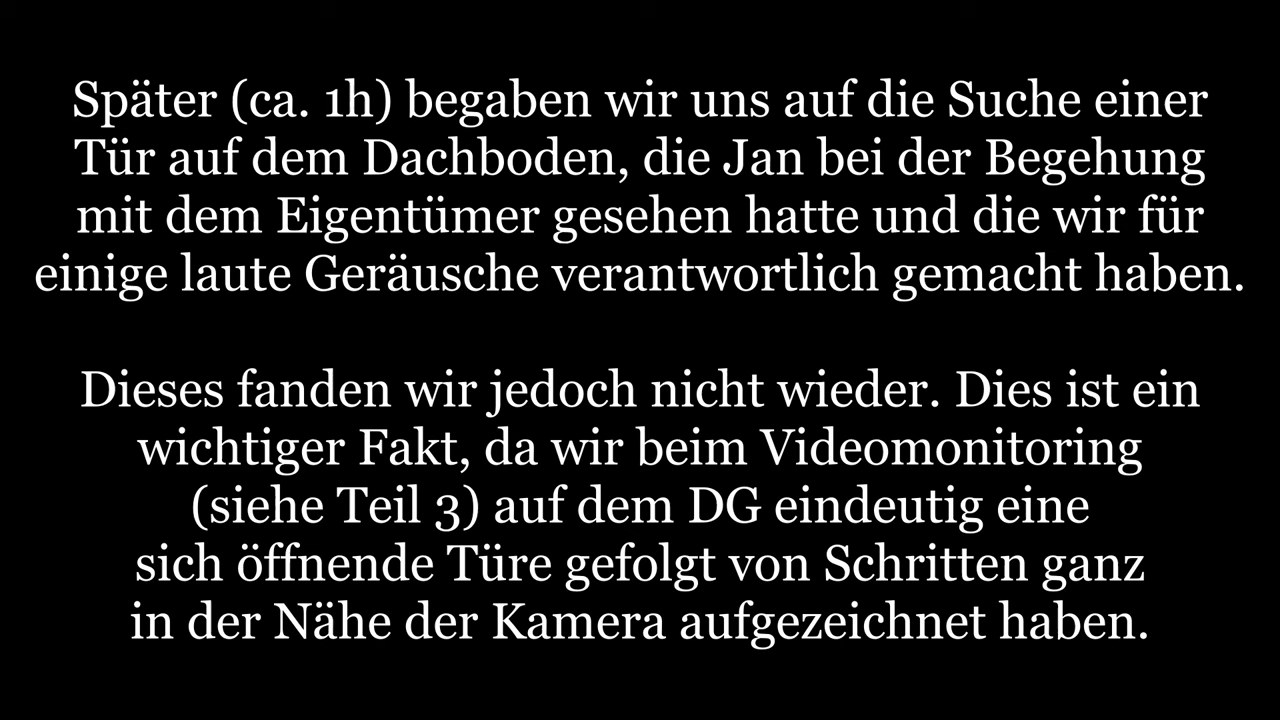 Später (ca. 1h) begaben wir uns auf die Suche einer
Tür auf dem Dachboden, die Jan bei der Begehung
mit dem Eigentümer gesehen hatte und die wir für
einige laute Geräusche verantwortlich gemacht haben.
Dieses fanden wir jedoch nicht wieder. Dies ist ein
wichtiger Fakt, da wir beim Videomonitoring
(siehe Teil 3) auf dem DG eindeutig eine
sich öffnende Türe gefolgt von Schritten ganz
in der Nähe der Kamera aufgezeichnet haben.